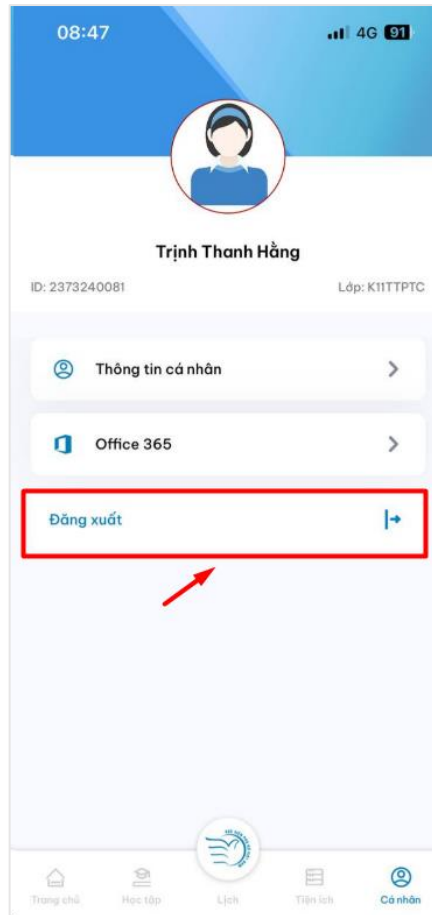 08:47 4G 91
Trịnh Thanh Hằng
ID: 2373240081 Lớp: K11TTPTC
Thông tin cá nhân
Office 365
Đăng xuất
Trang chủ Học tập Lịch Tiện ích Cá nhân